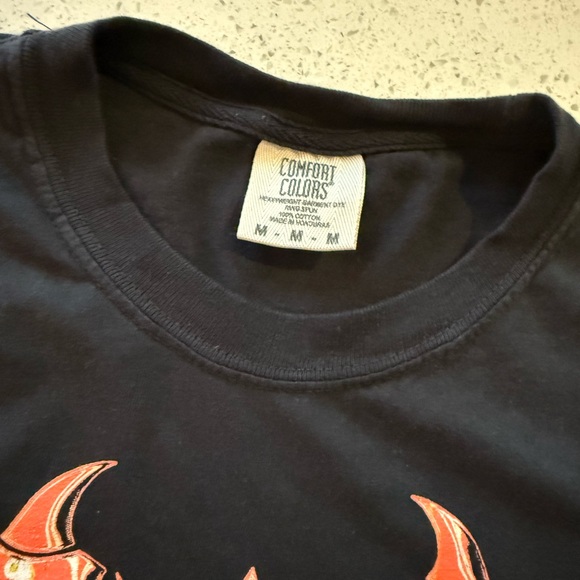 COMFORT
COLORS®
HEAVYWEIGHT GARMENT DYE
RING SPUN
100% COTTON
MADE IN HONDURAS
M - M - M